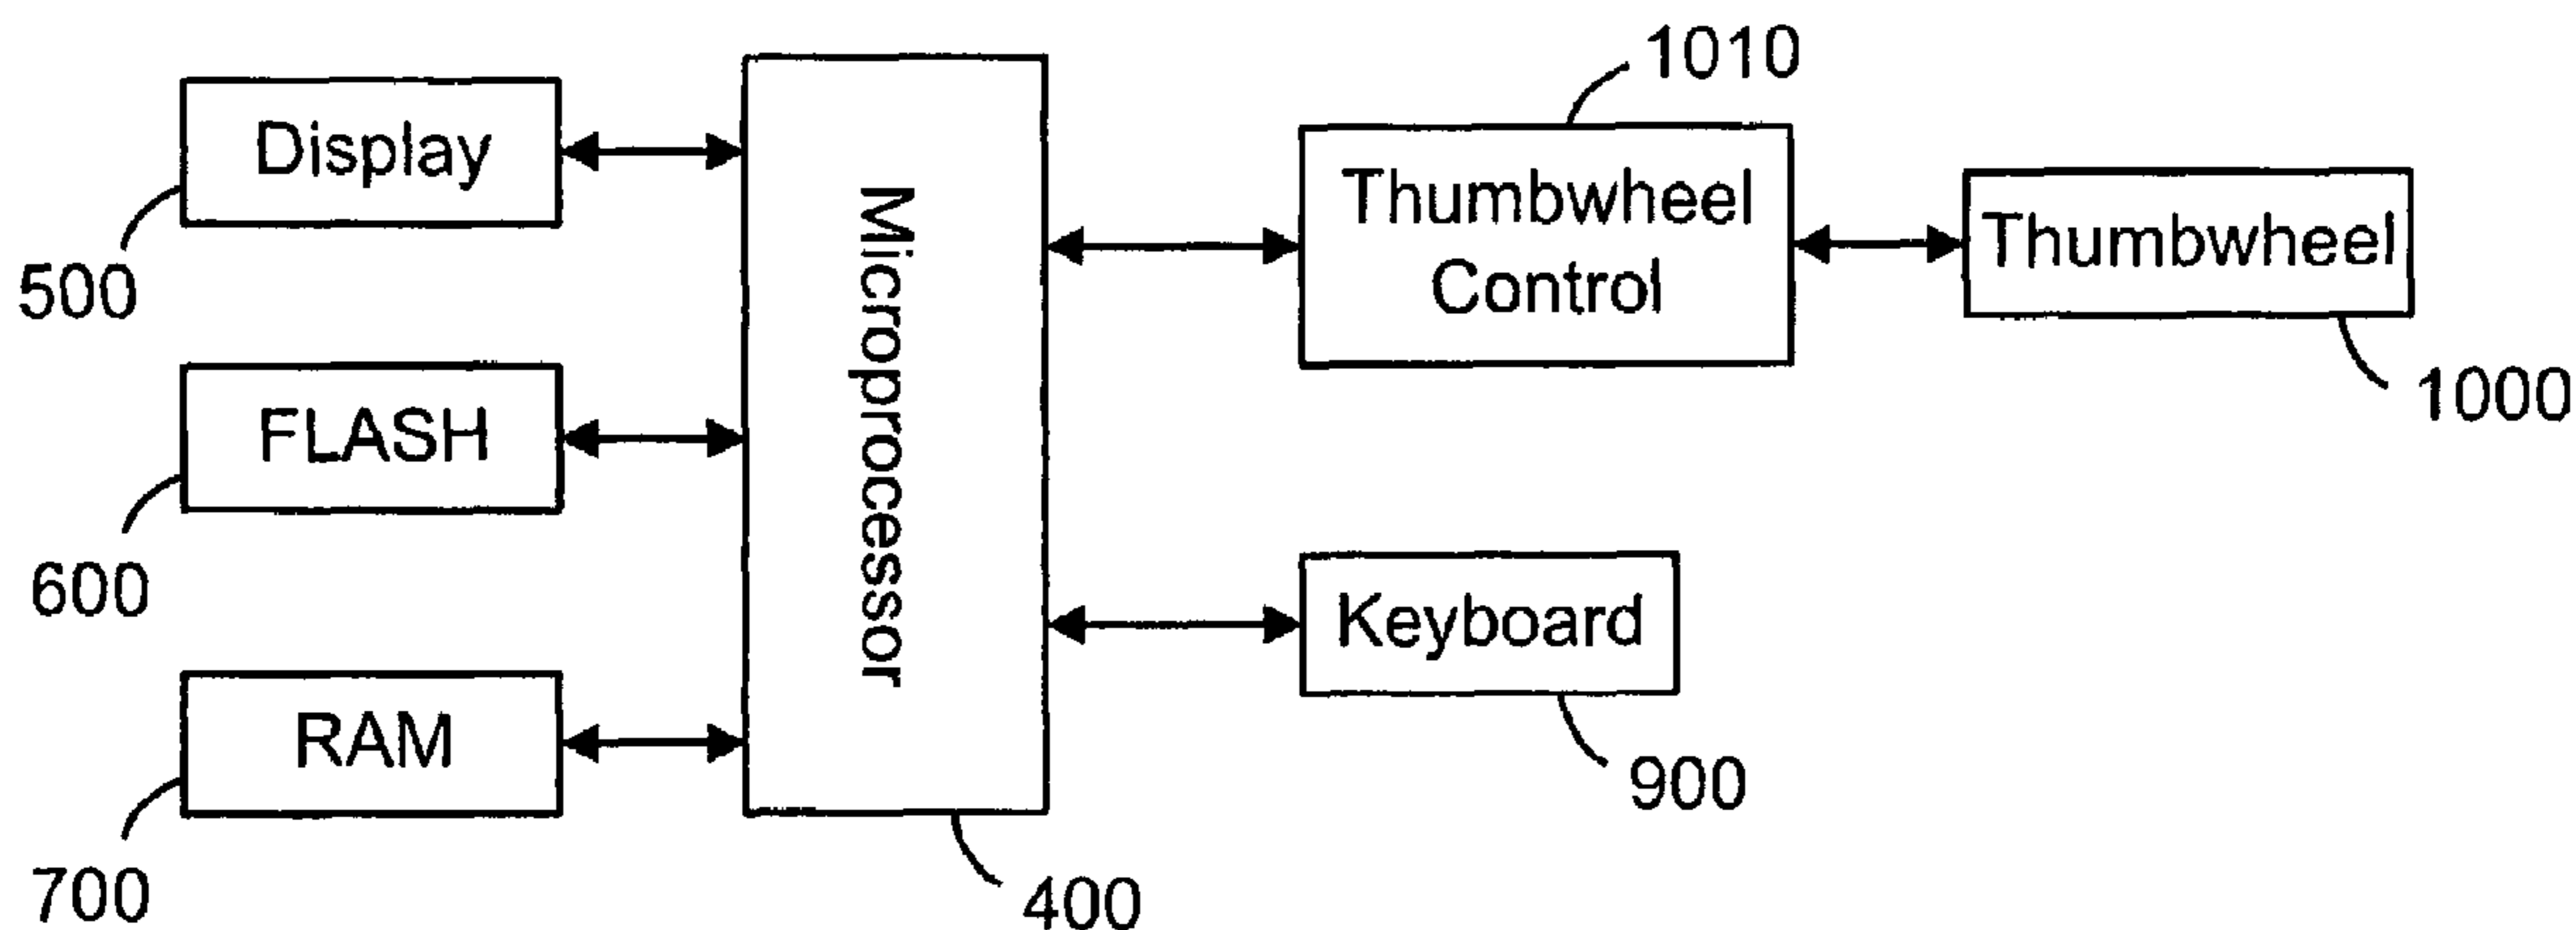 1010
Display
Thumbwheel
Control
Thumbwheel
500
Microprocessor
1000
FLASH
600
Keyboard
RAM
900
700
400